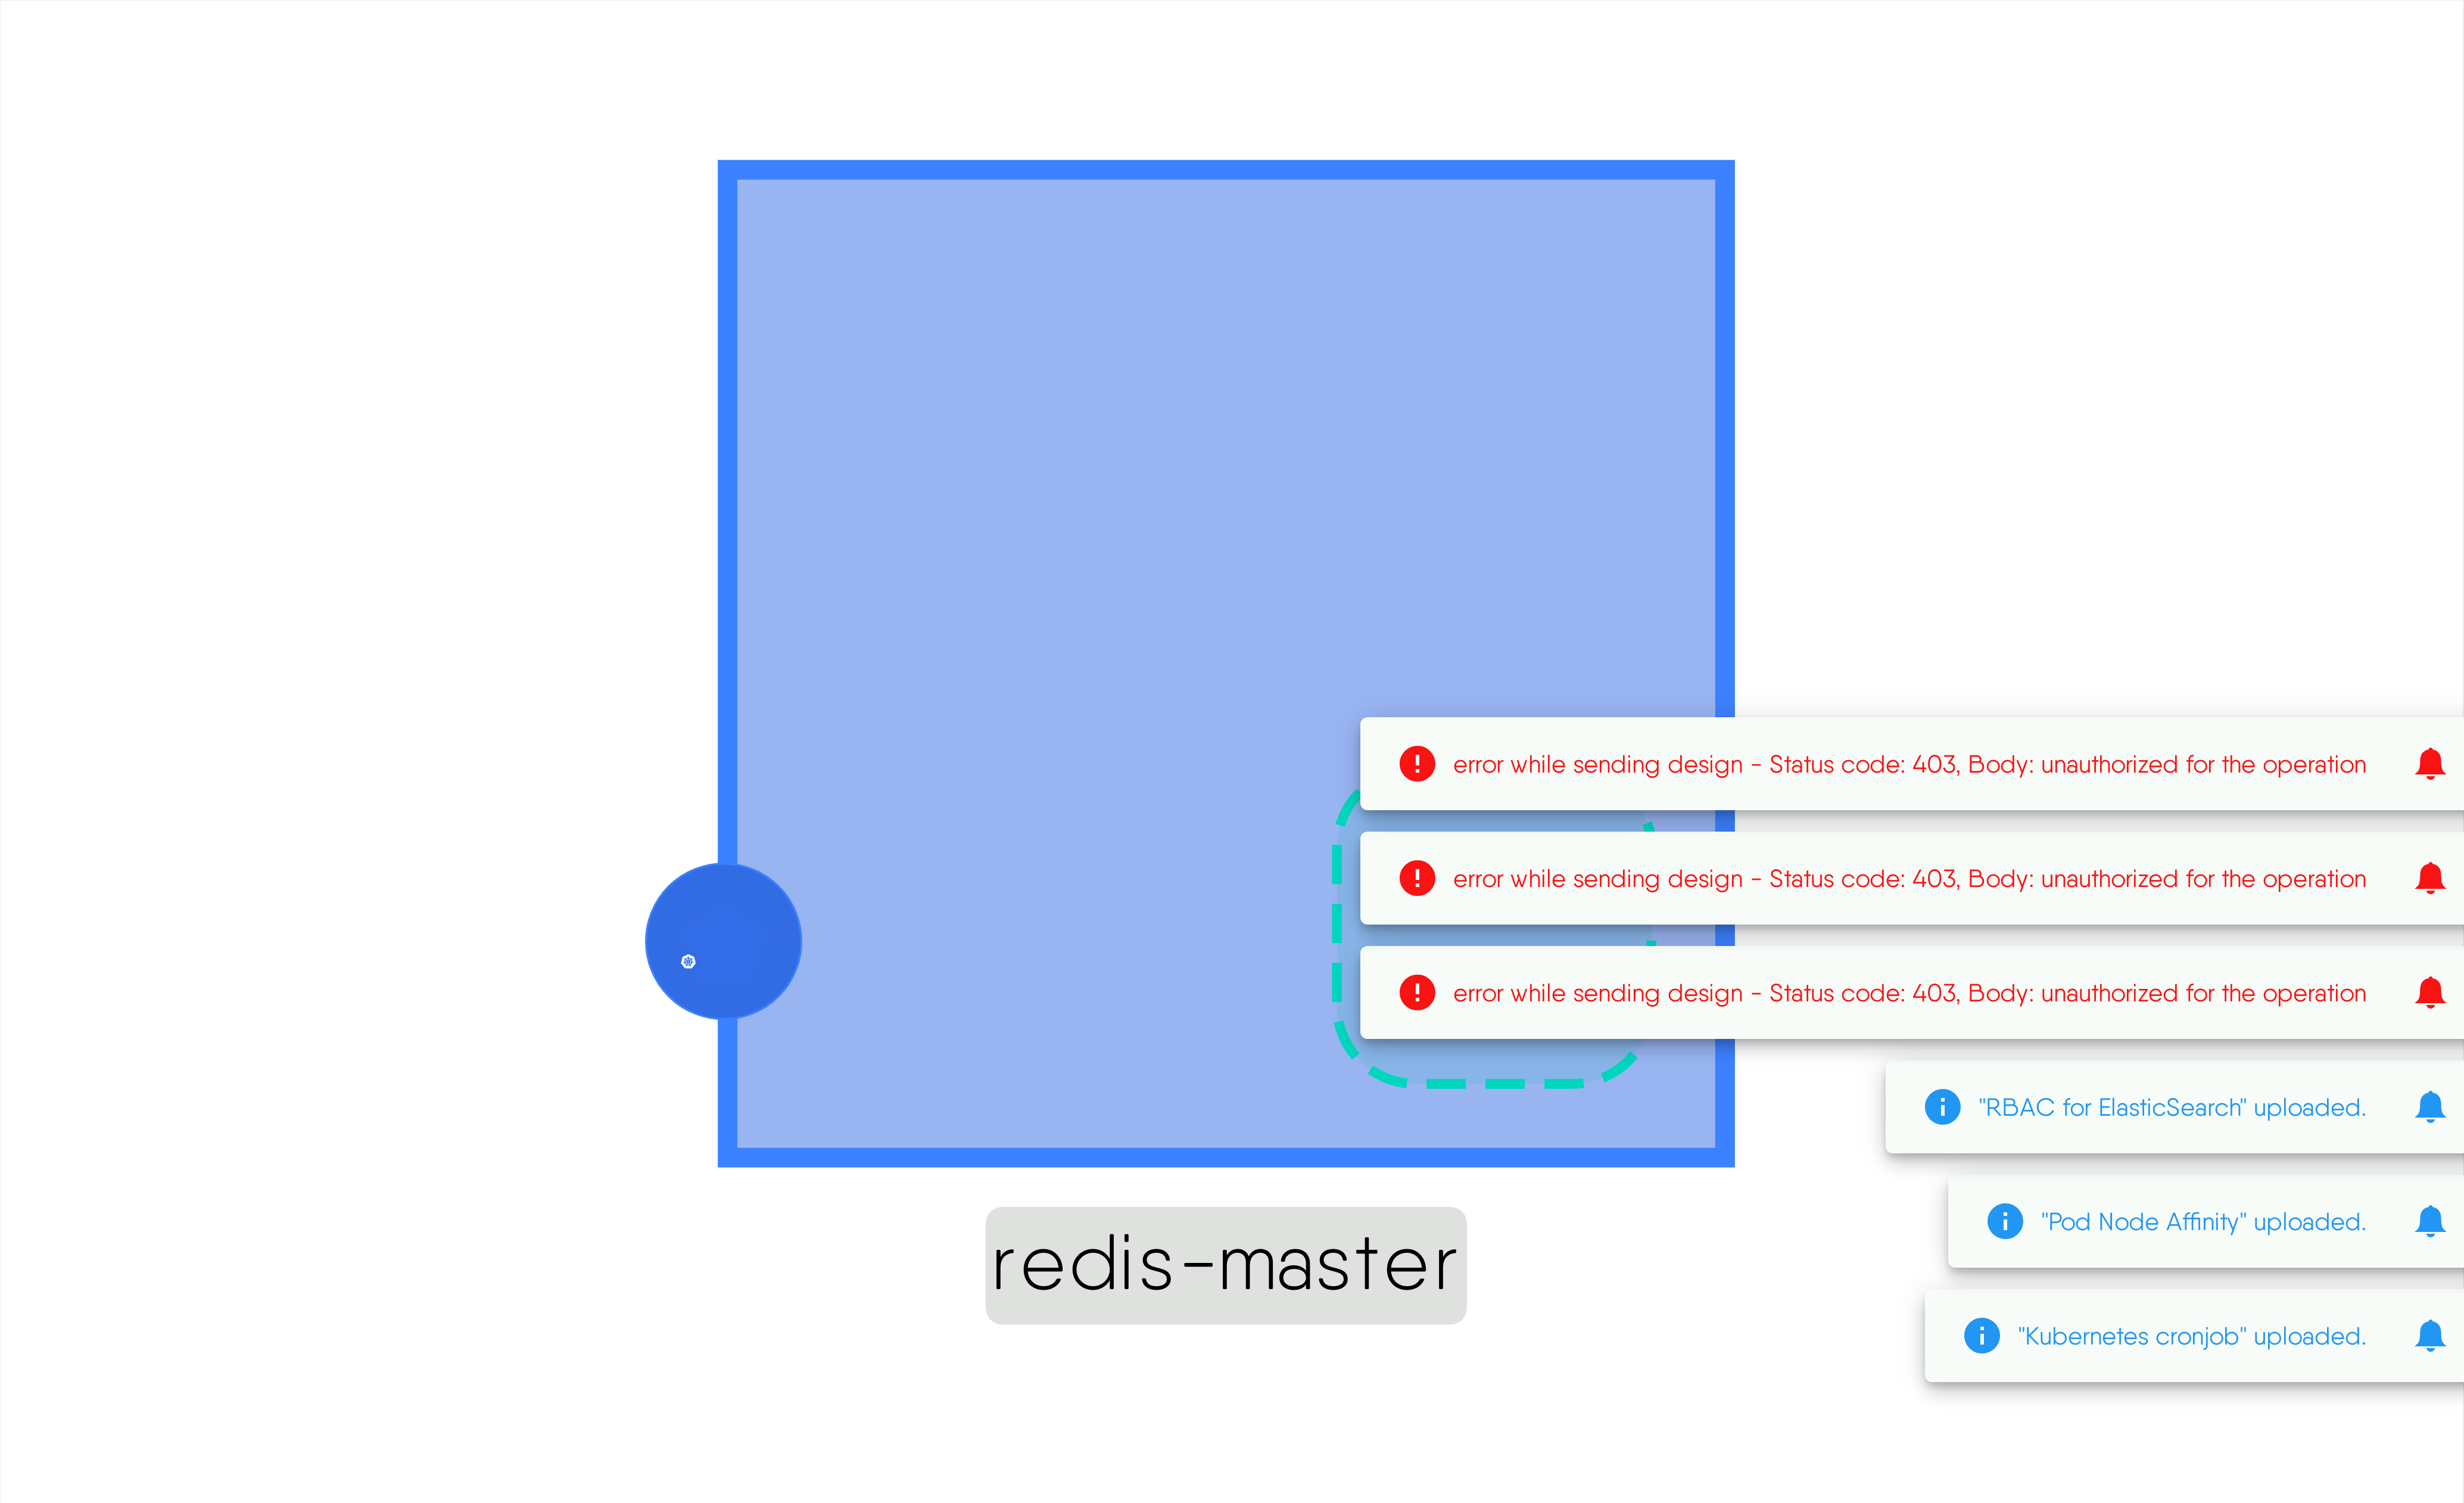 error while sending design - Status code: 403, Body: unauthorized for the operation
error while sending design - Status code: 403, Body: unauthorized for the operation
error while sending design - Status code: 403, Body: unauthorized for the operation
"RBAC for ElasticSearch" uploaded.
"Pod Node Affinity" uploaded.
"Kubernetes cronjob" uploaded.
redis-master